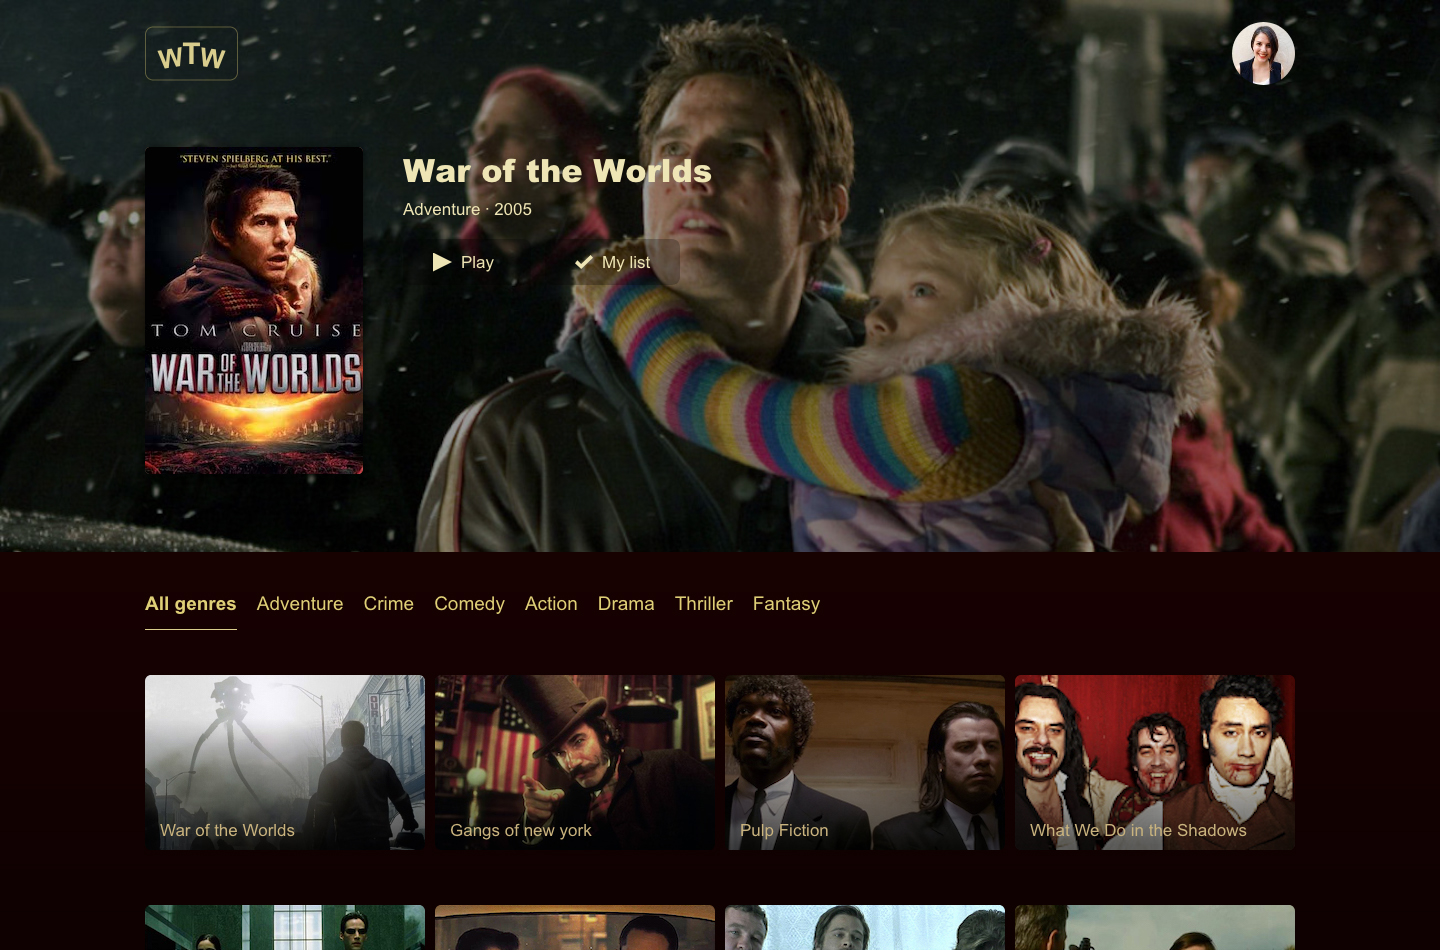 WTW
"STEVEN SPIELBERG AT HIS BEST."
War of the Worlds
Adventure · 2005
Play
My list
TOM CRUISE
WAR OF THE WORLDS
All genres Adventure Crime Comedy Action Drama Thriller Fantasy
War of the Worlds
Gangs of new york
Pulp Fiction
What We Do in the Shadows